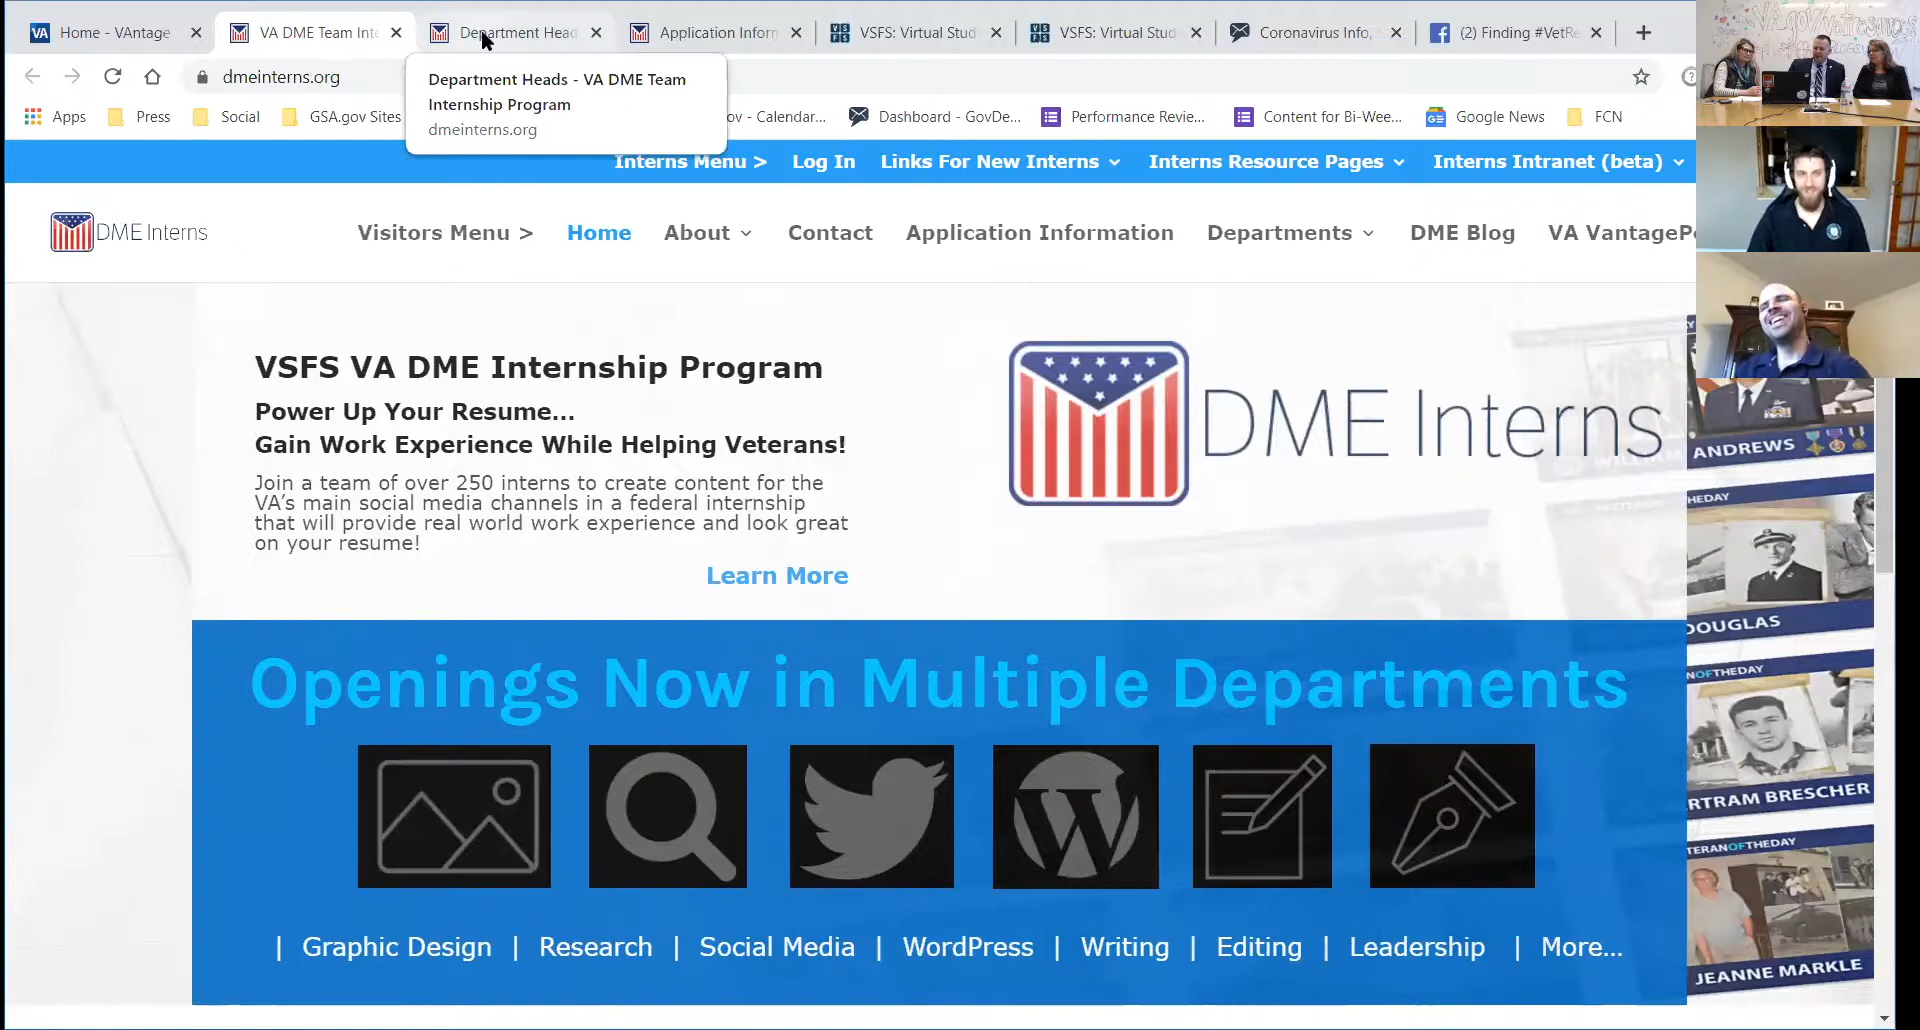 Home - VAntage
VA DME Team Inte
Department Head
Application Inforn
VSFS: Virtual Stud
VSFS: Virtual Stud
Coronavirus Info,
(2) Finding #VetRe
dmeinterns.org
Department Heads - VA DME Team
Internship Program
dmeinterns.org
Apps
Press
Social
GSA.gov Sites
ov - Calendar...
Dashboard - GovDe...
Performance Revie...
Content for Bi-Wee...
Google News
FCN
Interns Menu >
Log In
Links For New Interns
Interns Resource Pages
Interns Intranet (beta)
DME Interns
Visitors Menu >
Home
About
Contact
Application Information
Departments
DME Blog
VA VantagePo
VSFS VA DME Internship Program
Power Up Your Resume...
Gain Work Experience While Helping Veterans!
Join a team of over 250 interns to create content for the
VA's main social media channels in a federal internship
that will provide real world work experience and look great
on your resume!
Learn More
DME Interns
ANDREWS
HEDAY
DOUGLAS
NOFTHEDAY
RTRAM BRESCHER
TERANOFTHEDAY
JEANNE MARKLE
Openings Now in Multiple Departments
| Graphic Design | Research | Social Media | WordPress | Writing | Editing | Leadership | More...